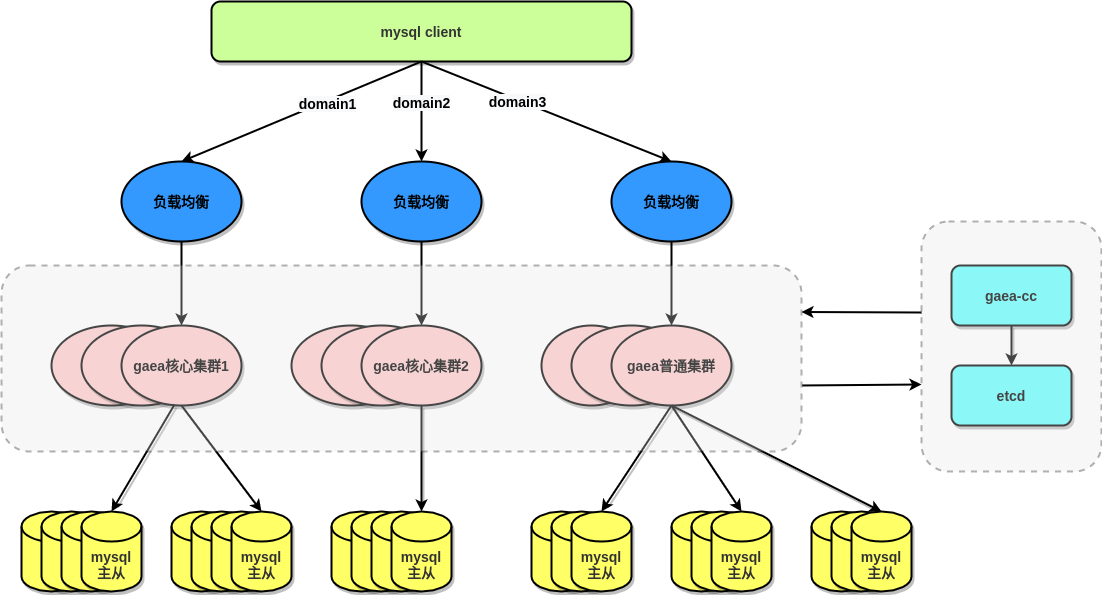 mysql client
domain1
domain2
domain3
负载均衡
负载均衡
负载均衡
gaea-cc
gaea核心集群1
gaea核心集群2
gaea普通集群
etcd
mysql
主从
mysql
主从
mysql
主从
mysql
主从
mysql
主从
mysql
主从